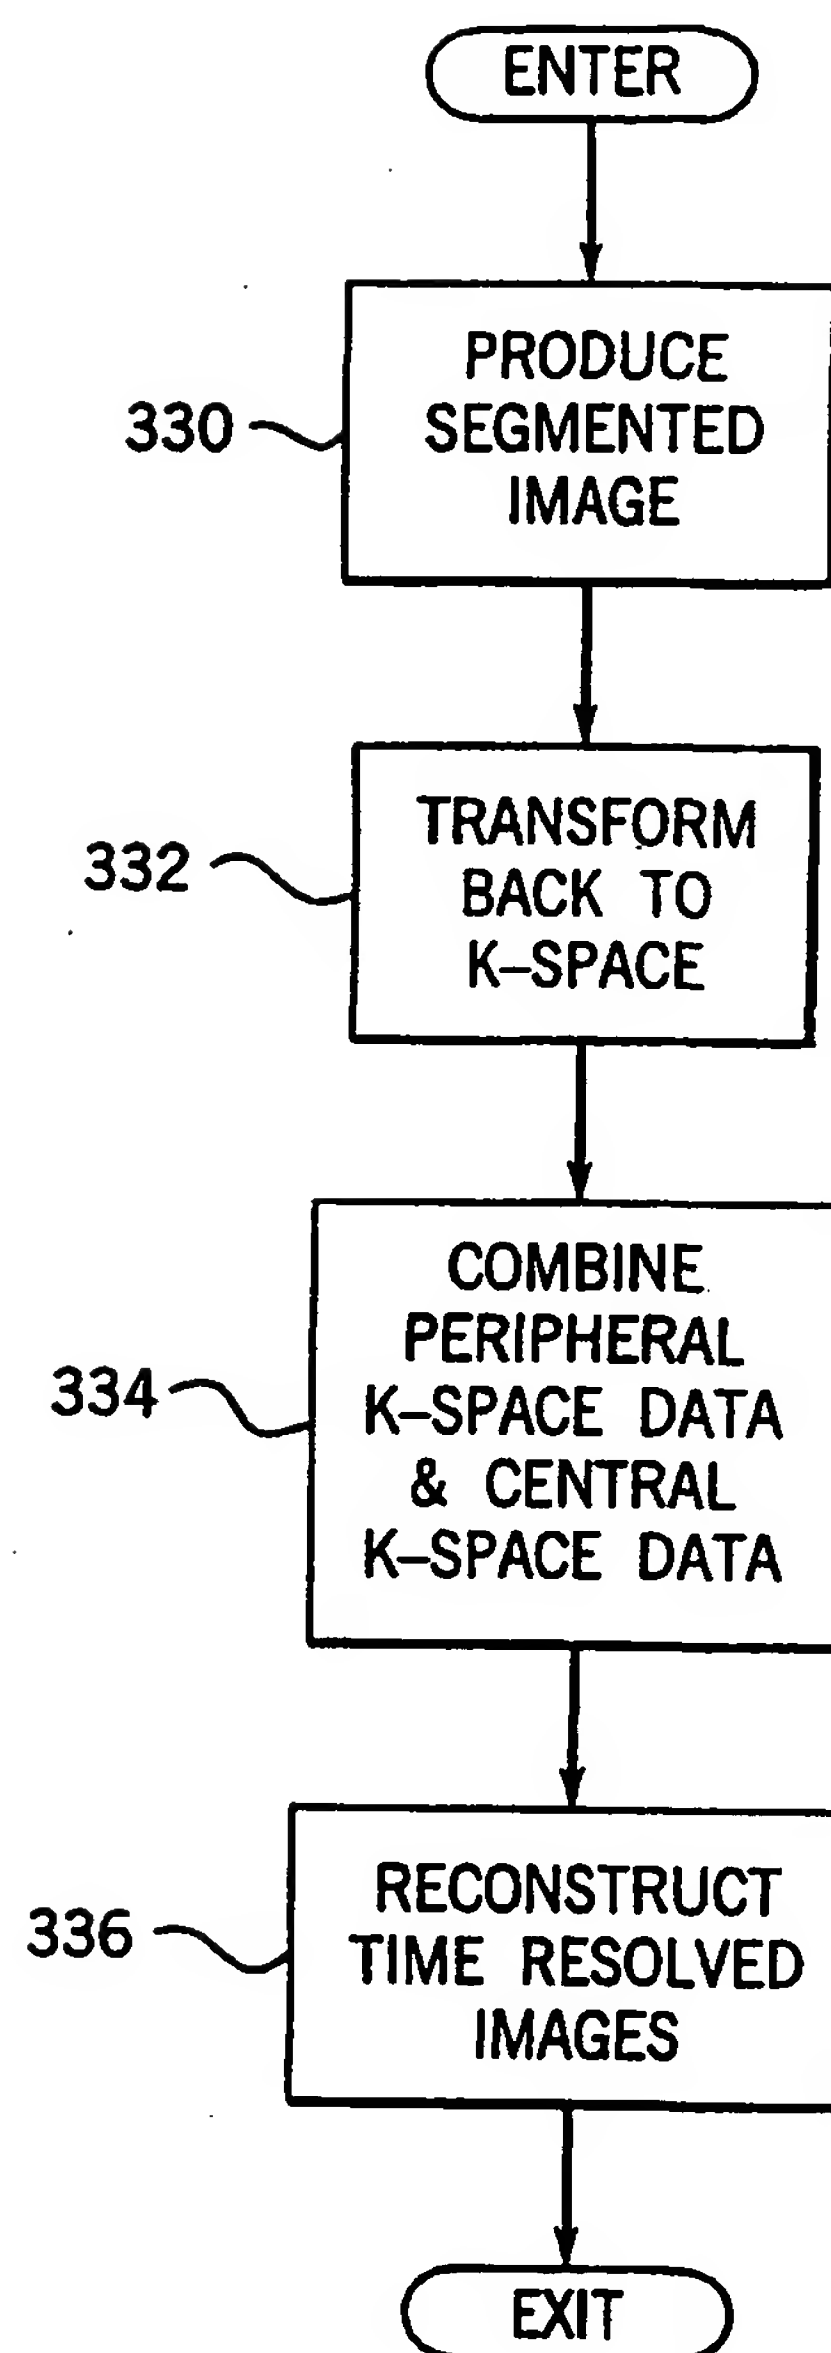 ENTER
330
PRODUCE
SEGMENTED
IMAGE
332
TRANSFORM
BACK TO
K-SPACE
334
COMBINE
PERIPHERAL
K-SPACE DATA
& CENTRAL
K-SPACE DATA
336
RECONSTRUCT
TIME RESOLVED
IMAGES
EXIT